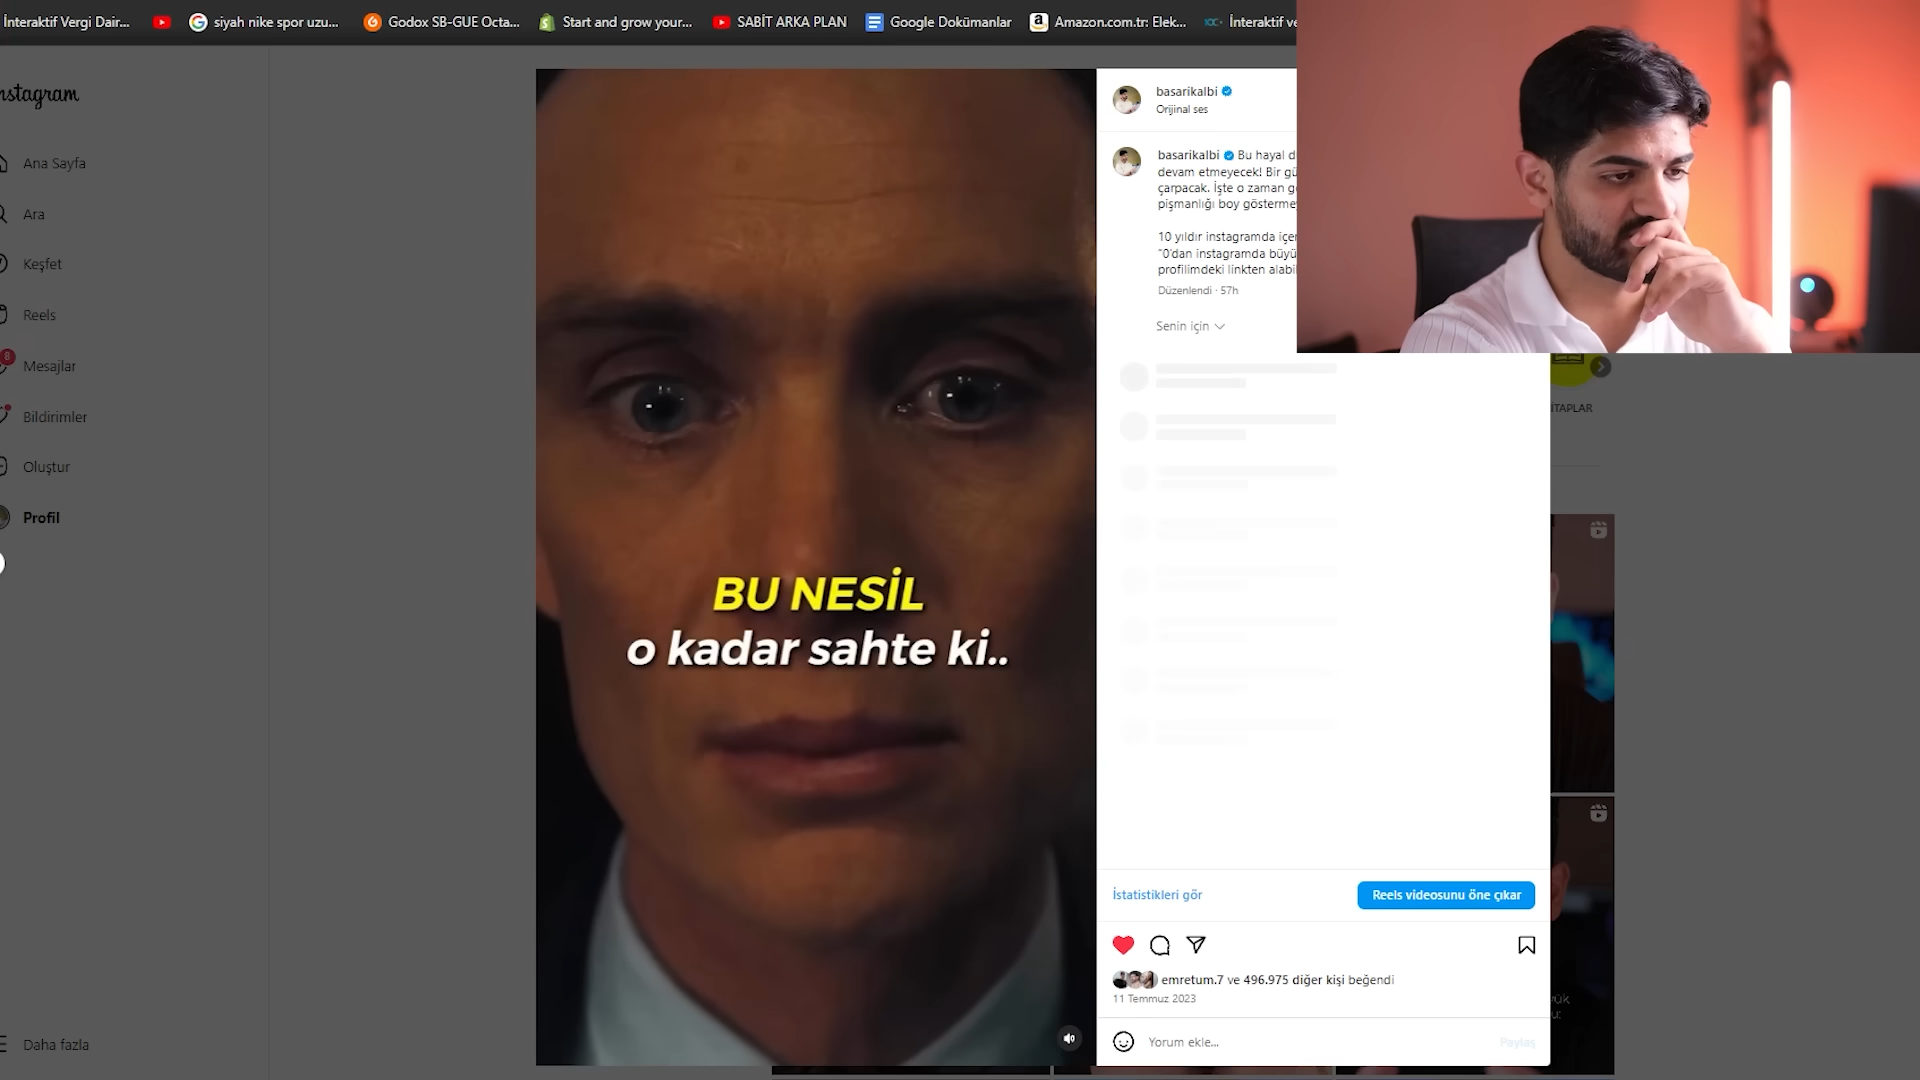 İnteraktif Vergi Dair...
siyah nike spor uzu...
Godox SB-GUE Octa...
Start and grow your...
SABİT ARKA PLAN
Google Dokümanlar
Amazon.com.tr: Elek...
İnteraktif ve
nstagram
Ana Sayfa
Ara
Keşfet
Reels
8
Mesajlar
Bildirimler
Oluştur
Profil
Daha fazla
BU NESİL
o kadar sahte ki..
basarikalbi
Orijinal ses
basarikalbi Bu hayal d
devam etmeyecek! Bir gü
çarpacak. İşte o zaman g
pişmanlığı boy gösterme
10 yıldır instagramda içe
"0'dan instagramda büyü
profilimdeki linkten alabi
Düzenlendi · 57h
Senin için
İTAPLAR
İstatistikleri gör
Reels videosunu öne çıkar
emretum.7 ve 496.975 diğer kişi beğendi
11 Temmuz 2023
Yorum ekle...
Paylaş